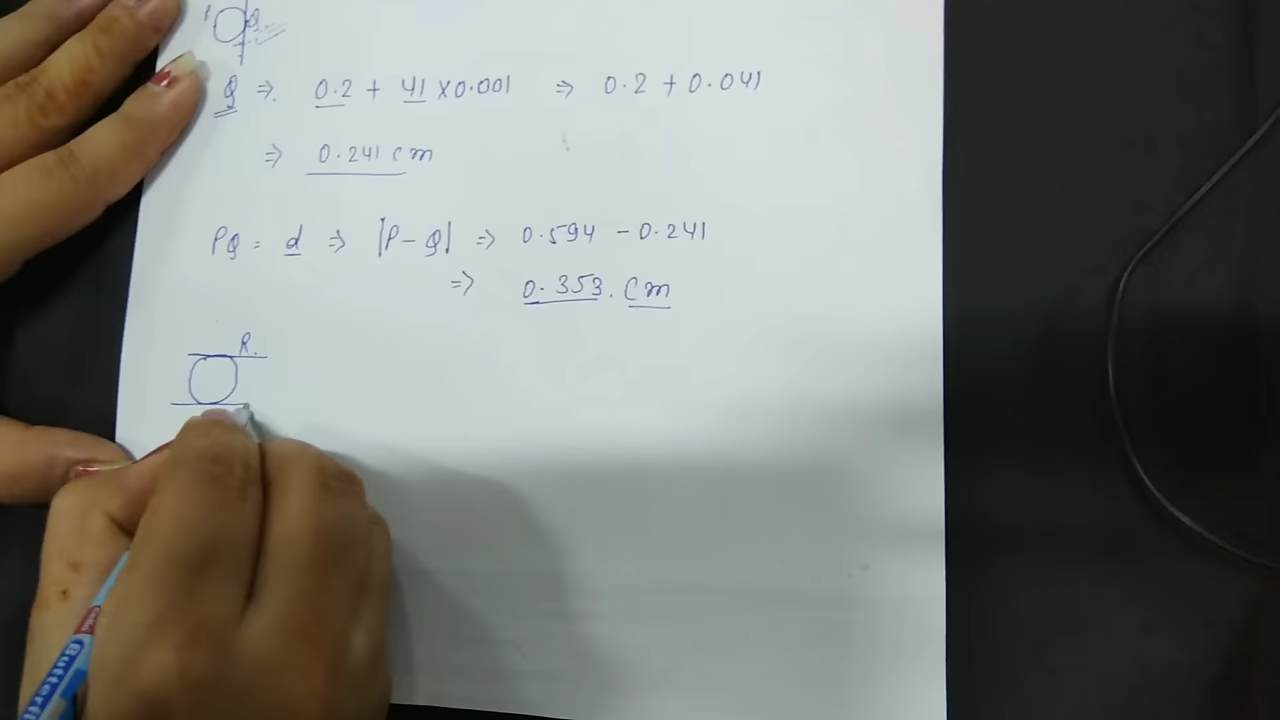 P Q
Q ⇒. 0.2 + 41 × 0.001 ⇒ 0.2 + 0.041
⇒ 0.241 cm
PQ = d ⇒ |P - Q| ⇒ 0.594 - 0.241
⇒ 0.353. cm
R.
Butterf